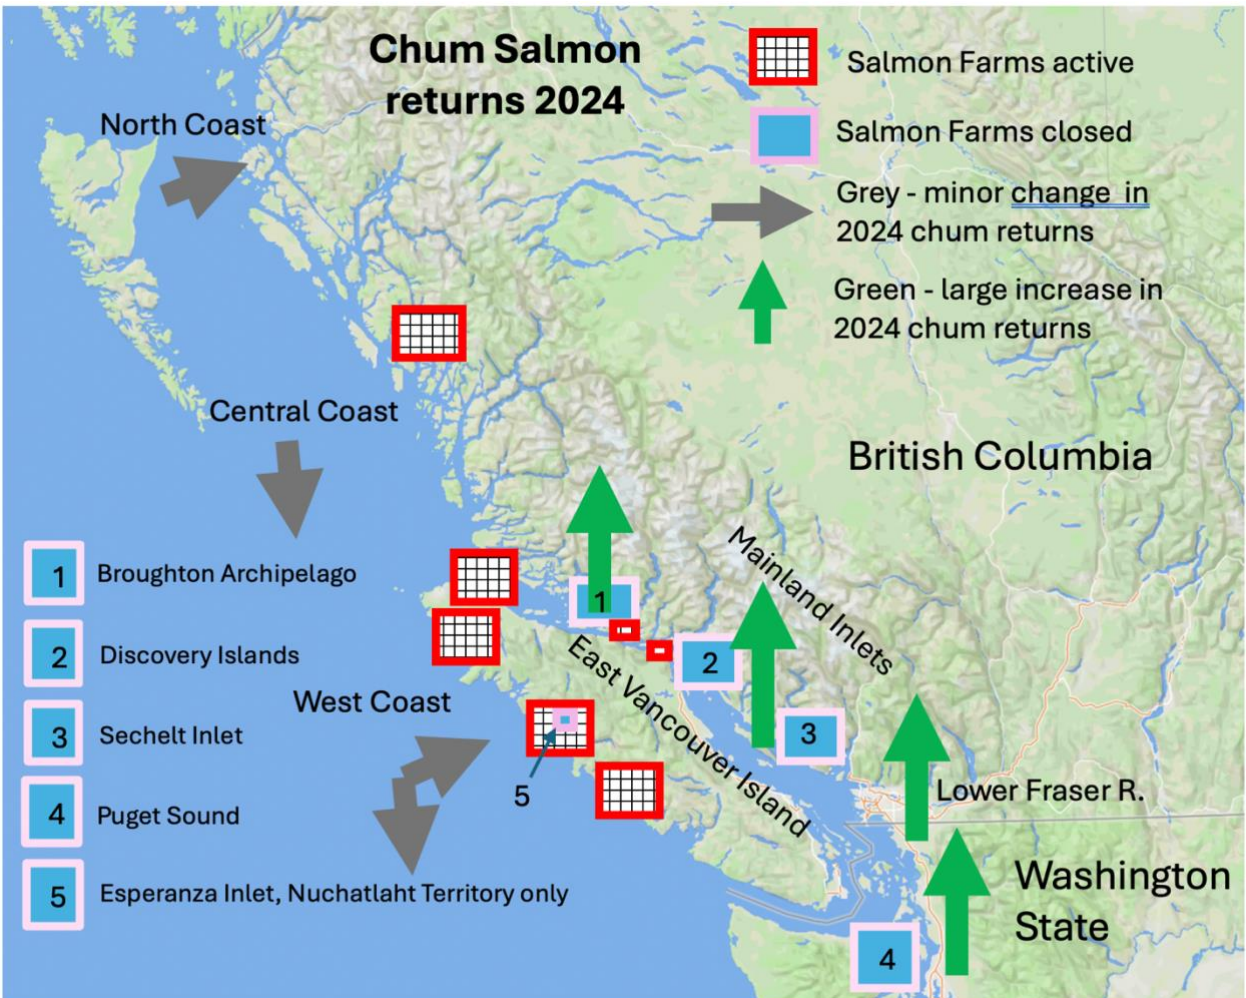 Chum Salmon
returns 2024
Salmon Farms active
Salmon Farms closed
Grey - minor change  in
2024 chum returns
Green - large increase in
2024 chum returns
North Coast
Central Coast
British Columbia
Mainland Inlets
1
1 Broughton Archipelago
2
2 Discovery Islands
East Vancouver Island
West Coast
3 Sechelt Inlet
3
5
Lower Fraser R.
4 Puget Sound
5 Esperanza Inlet, Nuchatlaht Territory only
Washington
State
4